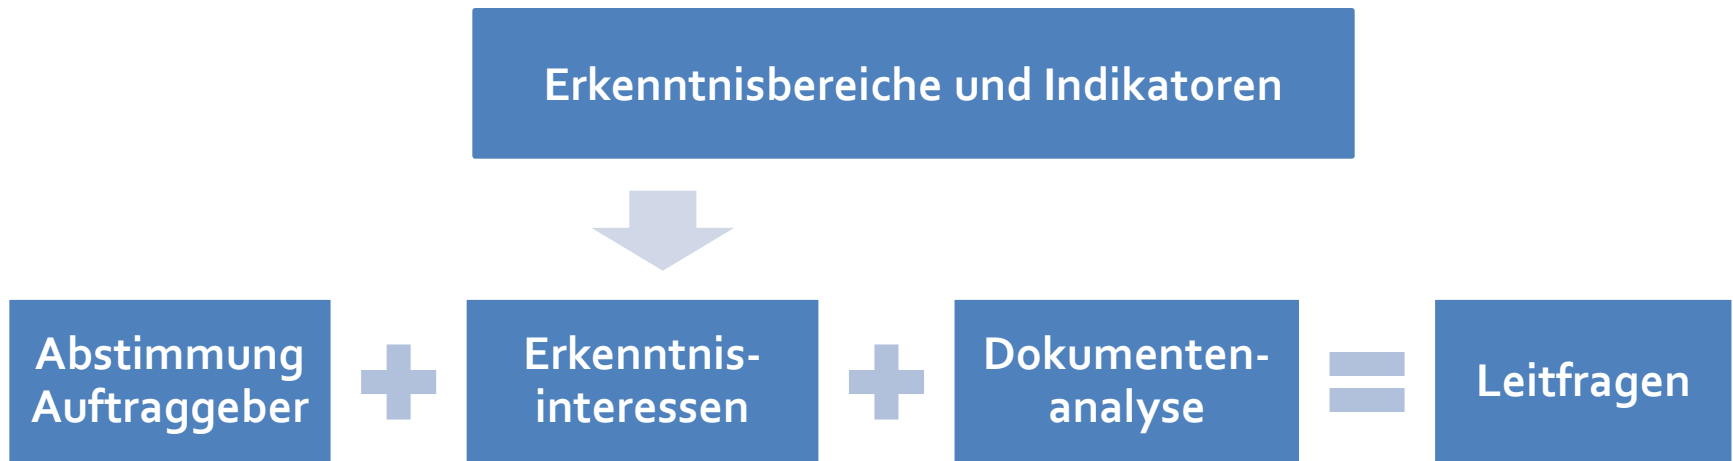 Erkenntnisbereiche und Indikatoren
Abstimmung
Auftraggeber
Erkenntnis-
interessen
Dokumenten-
analyse
Leitfragen